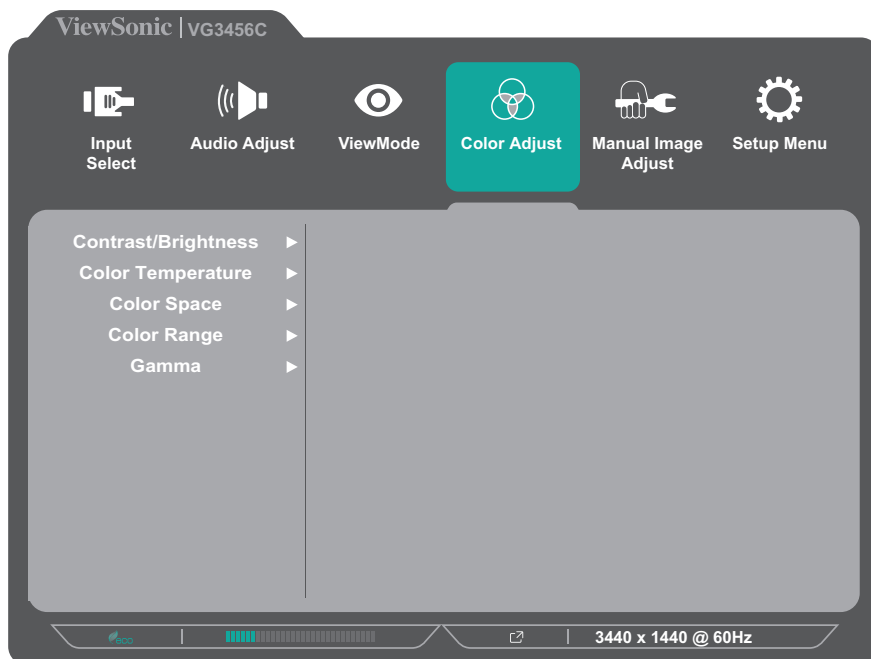 ViewSonic | VG3456C
Input Select
Audio Adjust
ViewMode
Color Adjust
Manual Image Adjust
Setup Menu
Contrast/Brightness ▶
Color Temperature ▶
Color Space ▶
Color Range ▶
Gamma ▶
eco
3440 x 1440 @ 60Hz